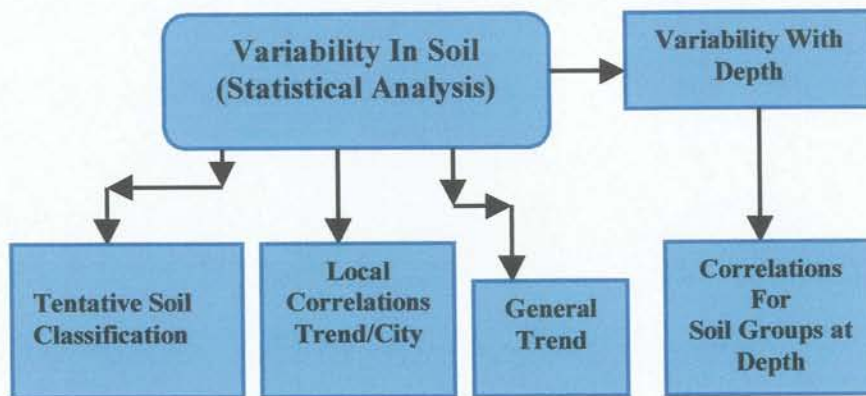 Variability In Soil
(Statistical Analysis)
Variability With
Depth
Tentative Soil
Classification
Local
Correlations
Trend/City
General
Trend
Correlations
For
Soil Groups at
Depth